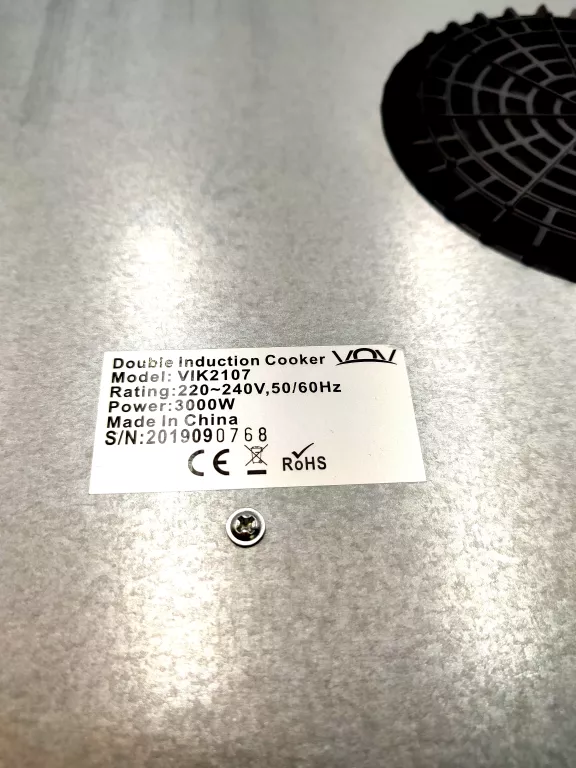 Double Induction Cooker VOV
Model: VIK2107
Rating:220~240V,50/60Hz
Power:3000W
Made In China
S/N:2019090768
CE RoHS